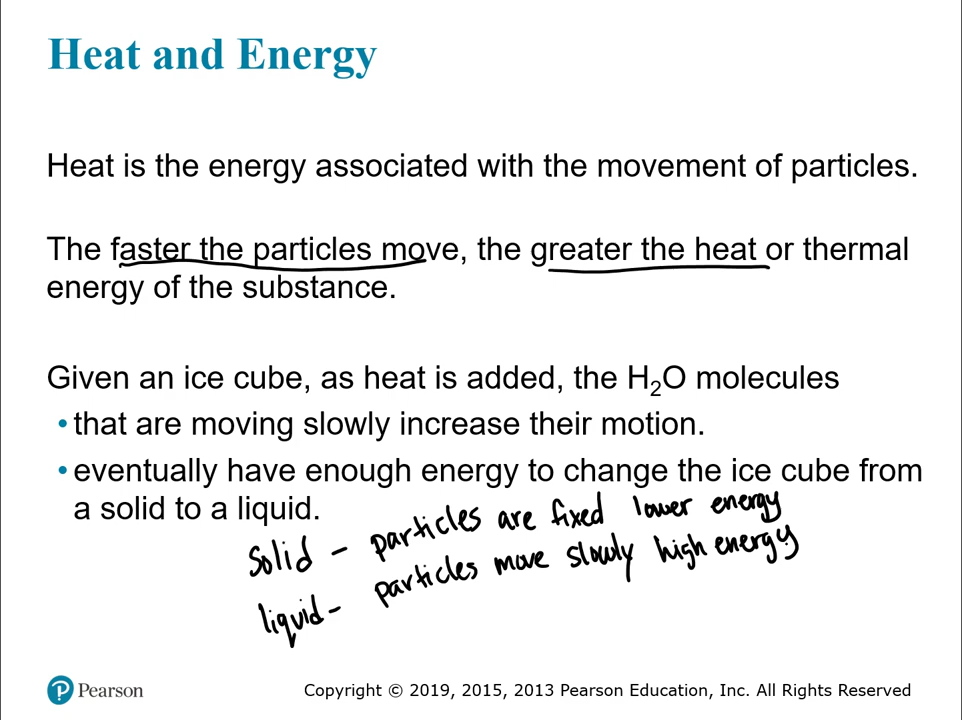 Heat and Energy
Heat is the energy associated with the movement of particles.
The faster the particles move, the greater the heat or thermal
energy of the substance.
Given an ice cube, as heat is added, the H₂O molecules
• that are moving slowly increase their motion.
• eventually have enough energy to change the ice cube from
a solid to a liquid.
Solid - particles are fixed lower energy
liquid - particles move slowly high energy
Pearson
Copyright © 2019, 2015, 2013 Pearson Education, Inc. All Rights Reserved